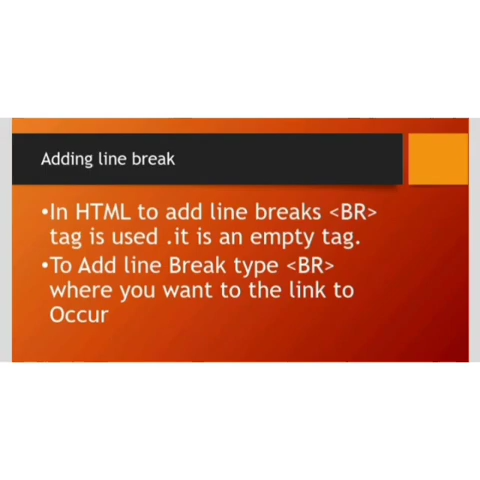 Adding line break
•In HTML to add line breaks <BR>
tag is used .it is an empty tag.
•To Add line Break type <BR>
where you want to the link to
Occur